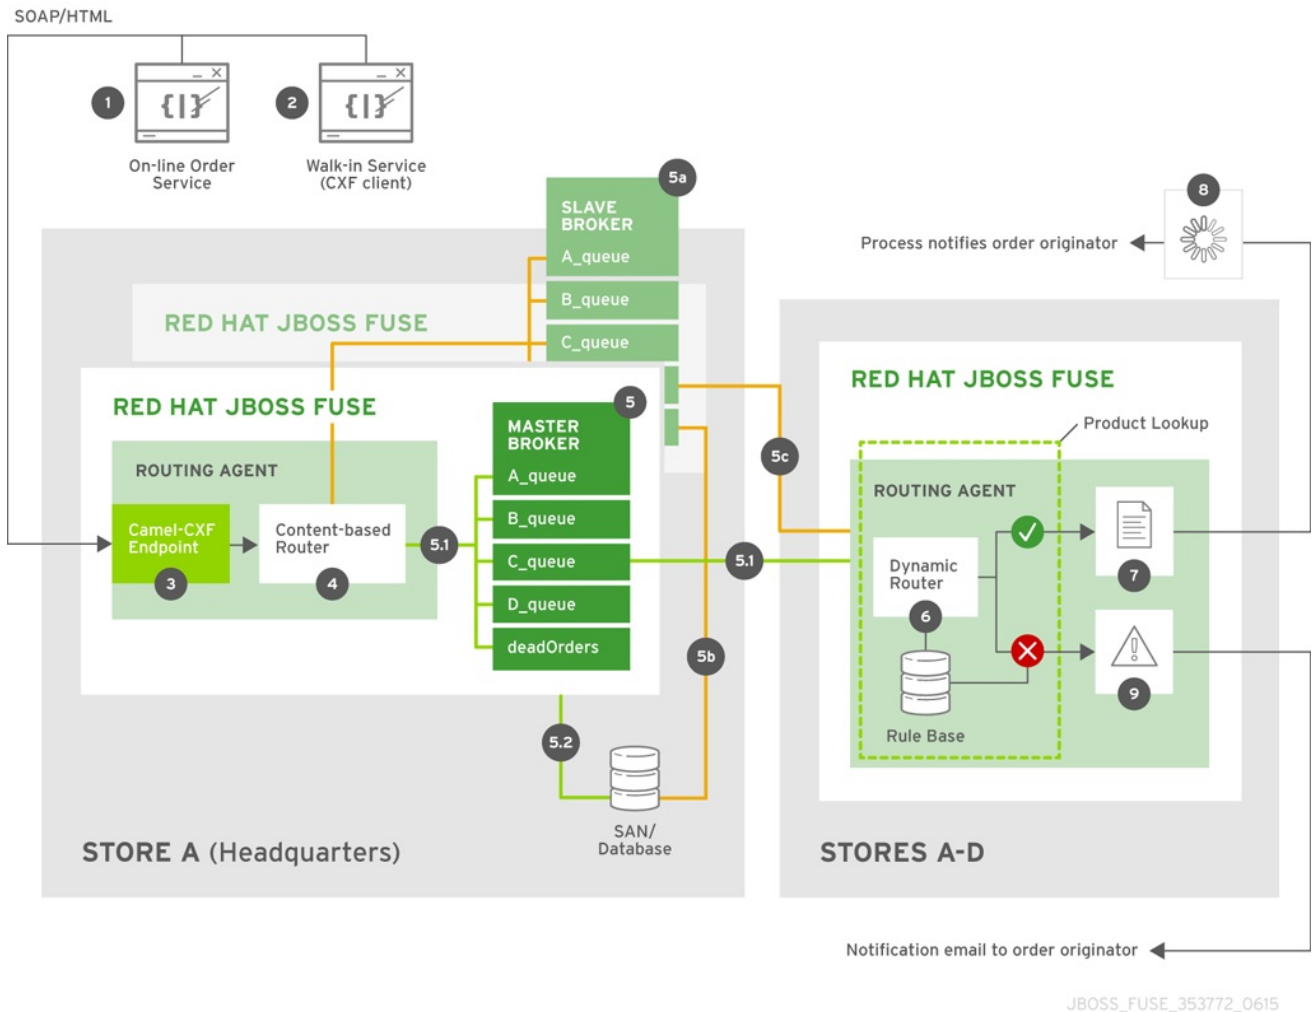 SOAP/HTML
1
2
On-line Order
Service
Walk-in Service
(CXF client)
5a
SLAVE
BROKER
A_queue
B_queue
C_queue
RED HAT JBOSS FUSE
8
Process notifies order originator
RED HAT JBOSS FUSE
ROUTING AGENT
Camel-CXF
Endpoint
3
Content-based
Router
4
5.1
5
MASTER
BROKER
A_queue
B_queue
C_queue
D_queue
deadOrders
5c
5.1
5b
5.2
SAN/
Database
STORE A (Headquarters)
RED HAT JBOSS FUSE
Product Lookup
ROUTING AGENT
Dynamic
Router
6
Rule Base
7
9
STORES A-D
Notification email to order originator
JBOSS_FUSE_353772_0615